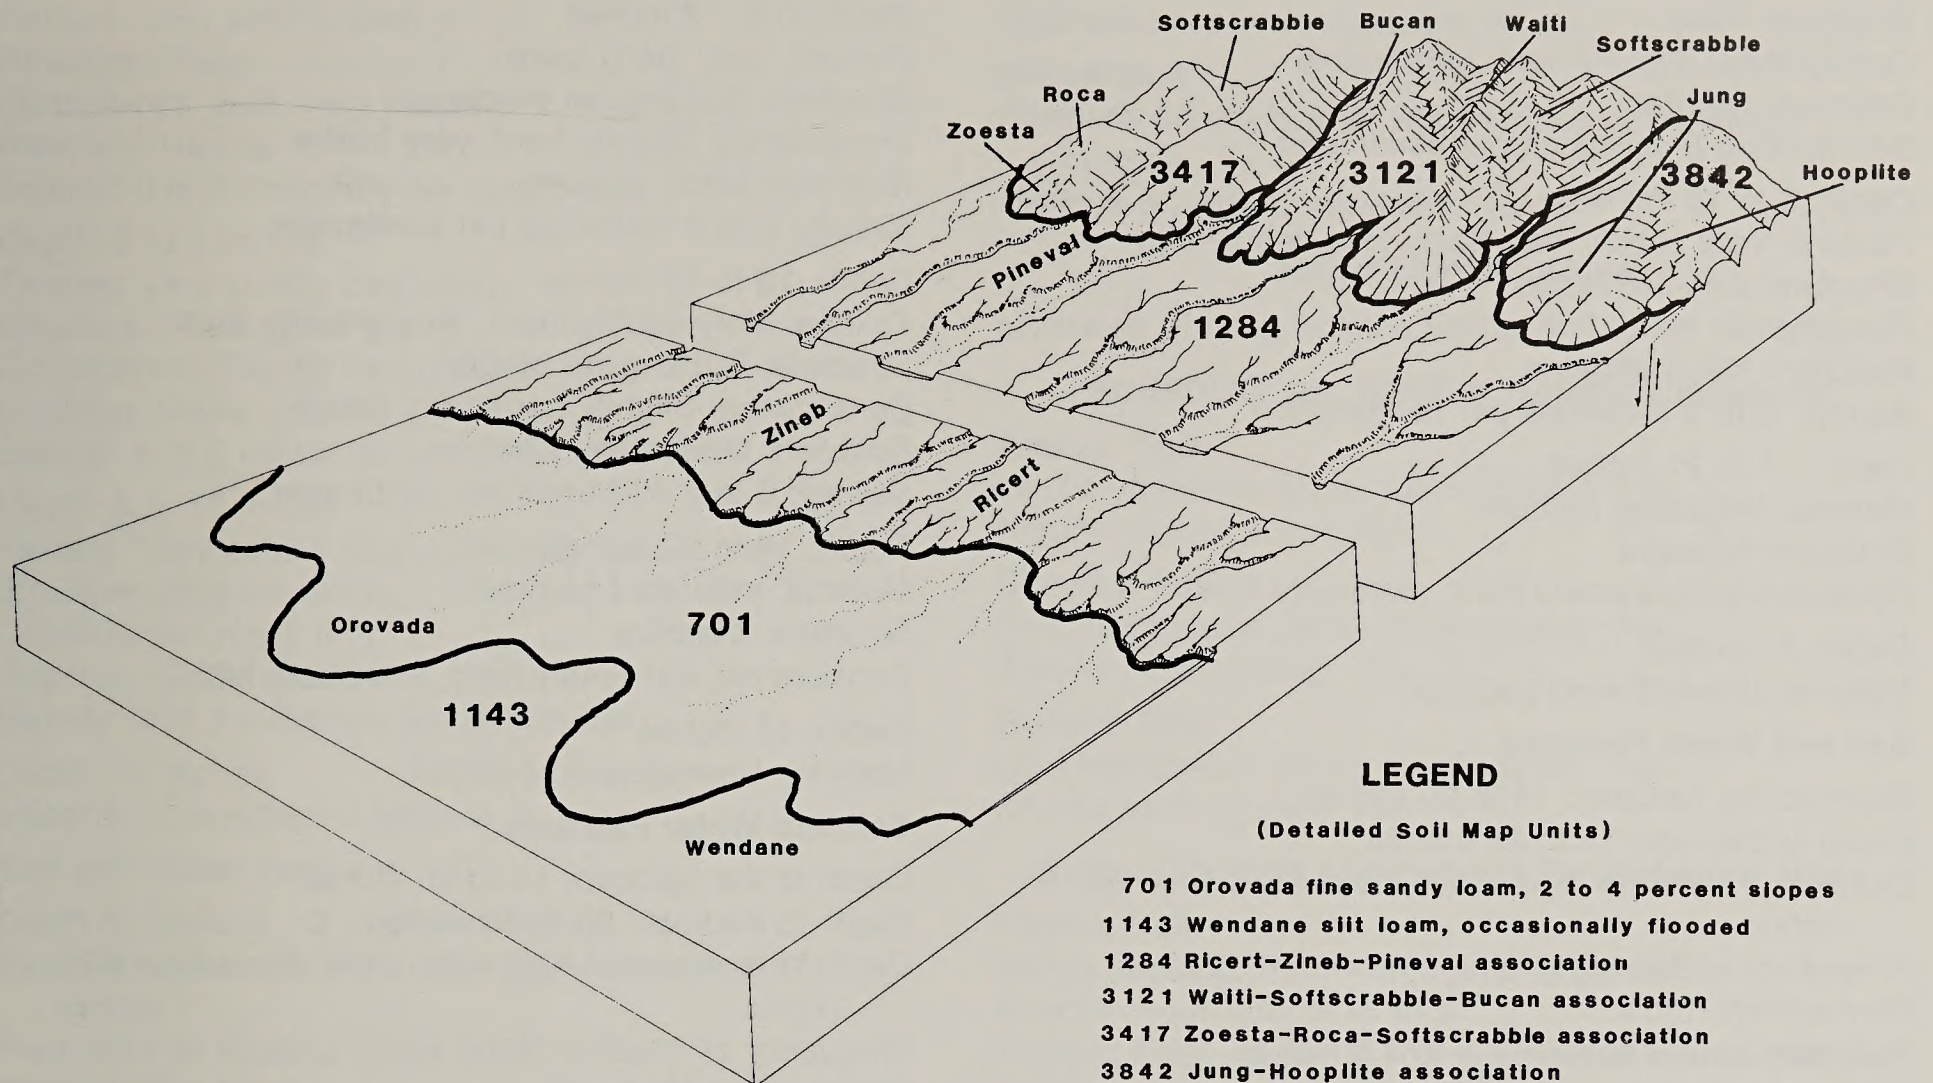 Softscrabble
Bucan
Waiti
Softscrabble
Roca
Jung
Zoesta
3417
3121
3842
Hooplite
Pineval
1284
Zineb
Ricert
Orovada
701
1143
Wendane
LEGEND
(Detailed Soil Map Units)
701 Orovada fine sandy loam, 2 to 4 percent slopes
1143 Wendane silt loam, occasionally flooded
1284 Ricert-Zineb-Pineval association
3121 Waiti-Softscrabble-Bucan association
3417 Zoesta-Roca-Softscrabble association
3842 Jung-Hooplite association